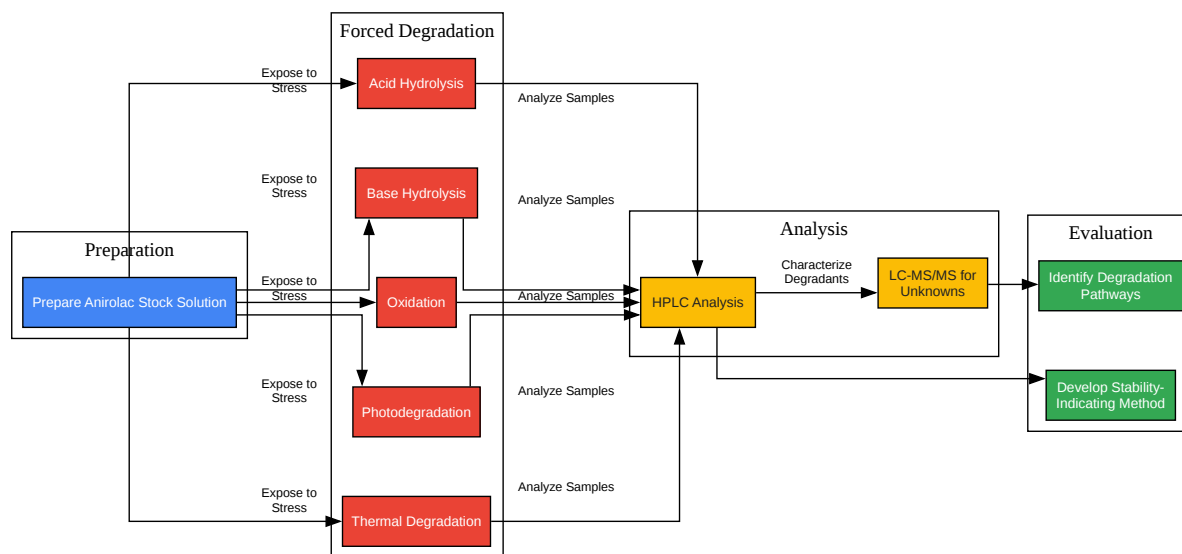 Forced Degradation
Expose to
Stress
Acid Hydrolysis
Analyze Samples
Expose to
Stress
Base Hydrolysis
Analyze Samples
Preparation
Prepare Anirolac Stock Solution
Expose to
Stress
Oxidation
Analyze Samples
Analysis
HPLC Analysis
Characterize
Degradants
LC-MS/MS for
Unknowns
Evaluation
Identify Degradation
Pathways
Develop Stability-
Indicating Method
Expose to
Stress
Photodegradation
Analyze Samples
Expose to
Stress
Thermal Degradation
Analyze Samples